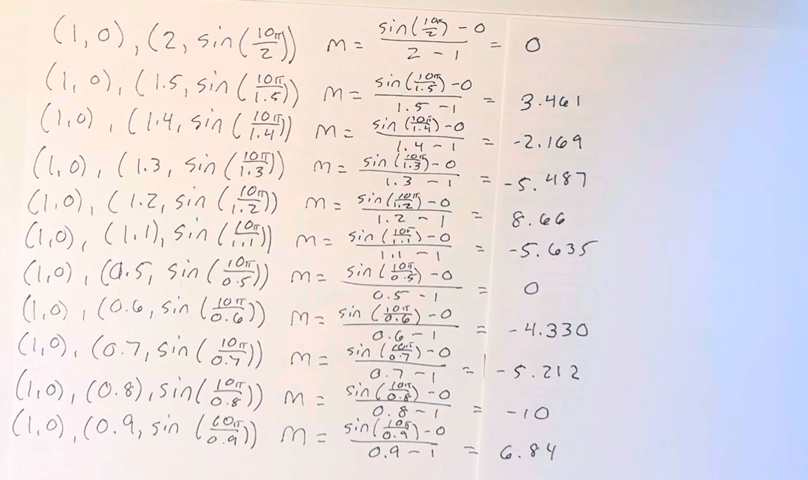 (1,0), (2, sin(10π/2)) m = (sin(10π/2) - 0)/(2 - 1) = 0
(1,0), (1.5, sin(10π/1.5)) m = (sin(10π/1.5) - 0)/(1.5 - 1) = 3.461
(1,0), (1.4, sin(10π/1.4)) m = (sin(10π/1.4) - 0)/(1.4 - 1) = -2.169
(1,0), (1.3, sin(10π/1.3)) m = (sin(10π/1.3) - 0)/(1.3 - 1) = -5.487
(1,0), (1.2, sin(10π/1.2)) m = (sin(10π/1.2) - 0)/(1.2 - 1) = 8.66
(1,0), (1.1), sin(10π/1.1)) m = (sin(10π/1.1) - 0)/(1.1 - 1) = -5.635
(1,0), (0.5, sin(10π/0.5)) m = (sin(10π/0.5) - 0)/(0.5 - 1) = 0
(1,0), (0.6, sin(10π/0.6)) m = (sin(10π/0.6) - 0)/(0.6 - 1) = -4.330
(1,0), (0.7, sin(10π/0.7)) m = (sin(10π/0.7) - 0)/(0.7 - 1) = -5.212
(1,0), (0.8), sin(10π/0.8)) m = (sin(10π/0.8) - 0)/(0.8 - 1) = -10
(1,0), (0.9, sin(10π/0.9)) m = (sin(10π/0.9) - 0)/(0.9 - 1) = 6.84